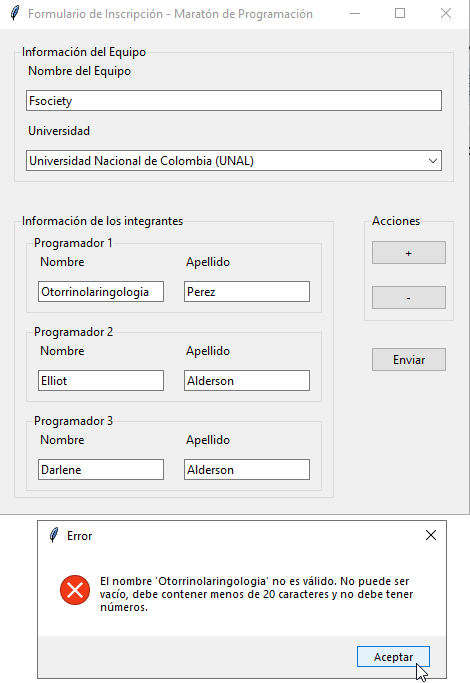 Formulario de Inscripción - Maratón de Programación
Información del Equipo
Nombre del Equipo
Fsociety
Universidad
Universidad Nacional de Colombia (UNAL)
Información de los integrantes
Programador 1
Nombre Apellido
Otorrinolaringologia Perez
Programador 2
Nombre Apellido
Elliot Alderson
Programador 3
Nombre Apellido
Darlene Alderson
Acciones
+
-
Enviar
Error
El nombre 'Otorrinolaringologia' no es válido. No puede ser
vacío, debe contener menos de 20 caracteres y no debe tener
números.
Aceptar